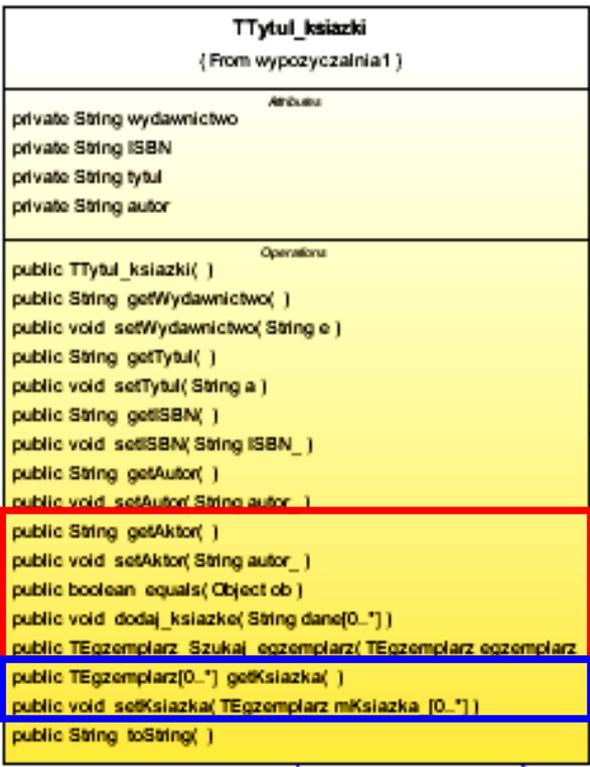 TTytul_ksiazki
{ From wypozyczalnia1 }
Attributes
private String wydawnictwo
private String ISBN
private String tytul
private String autor
Operations
public TTytul_ksiazki( )
public String getWydawnictwo( )
public void setWydawnictwo( String e )
public String getTytul( )
public void setTytul( String a )
public String getISBN( )
public void setISBN( String ISBN_ )
public String getAutor( )
public void setAutor( String autor_ )
public String getAktor( )
public void setAktor( String autor_ )
public boolean equals( Object ob )
public void dodaj_ksiazke( String dane[0..*] )
public TEgzemplarz Szukaj_egzemplarz( TEgzemplarz egzemplarz
public TEgzemplarz[0..*] getKsiazka( )
public void setKsiazka( TEgzemplarz mKsiazka_[0..*] )
public String toString( )